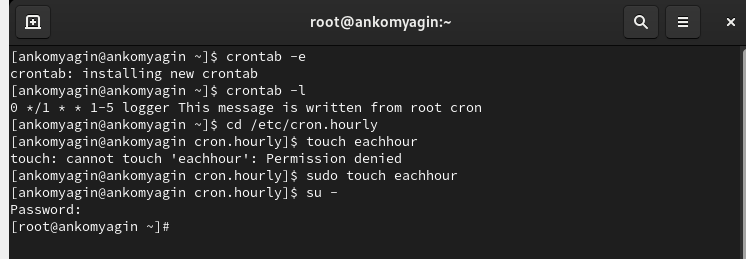 root@ankomyagin:~
[ankomyagin@ankomyagin ~]$ crontab -e
crontab: installing new crontab
[ankomyagin@ankomyagin ~]$ crontab -l
0 */1 * * 1-5 logger This message is written from root cron
[ankomyagin@ankomyagin ~]$ cd /etc/cron.hourly
[ankomyagin@ankomyagin cron.hourly]$ touch eachhour
touch: cannot touch 'eachhour': Permission denied
[ankomyagin@ankomyagin cron.hourly]$ sudo touch eachhour
[ankomyagin@ankomyagin cron.hourly]$ su -
Password:
[root@ankomyagin ~]#